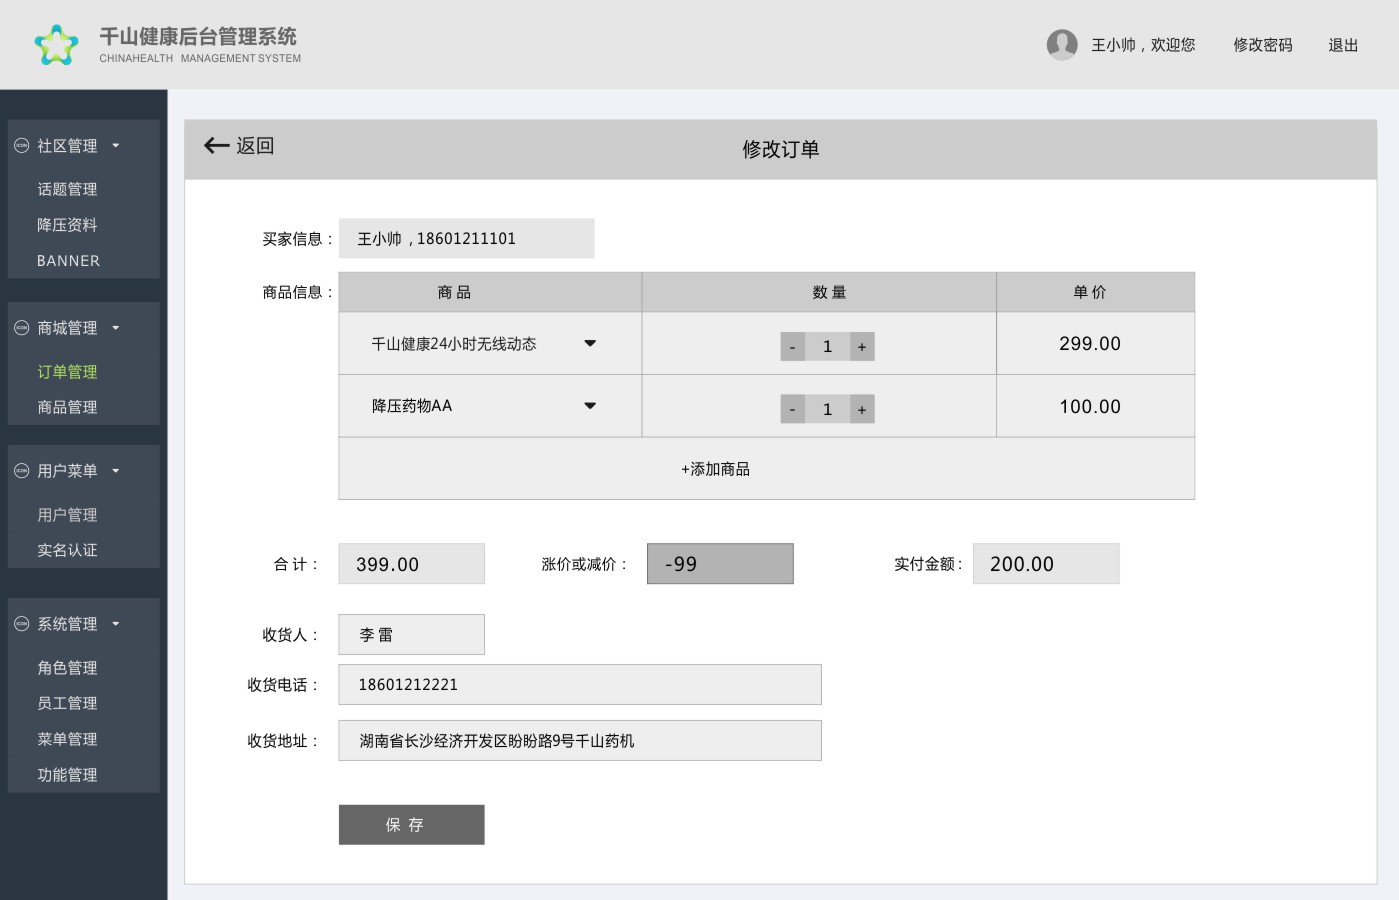 千山健康后台管理系统
CHINAHEALTH MANAGEMENT SYSTEM
王小帅，欢迎您 修改密码 退出
社区管理
话题管理
降压资料
BANNER
商城管理
订单管理
商品管理
用户菜单
用户管理
实名认证
系统管理
角色管理
员工管理
菜单管理
功能管理
返回
修改订单
买家信息： 王小帅 , 18601211101
商品信息： 商 品 数 量 单 价
千山健康24小时无线动态 - 1 + 299.00
降压药物AA - 1 + 100.00
+添加商品
合 计： 399.00 涨价或减价： -99 实付金额： 200.00
收货人： 李 雷
收货电话： 18601212221
收货地址： 湖南省长沙经济开发区盼盼路9号千山药机
保 存